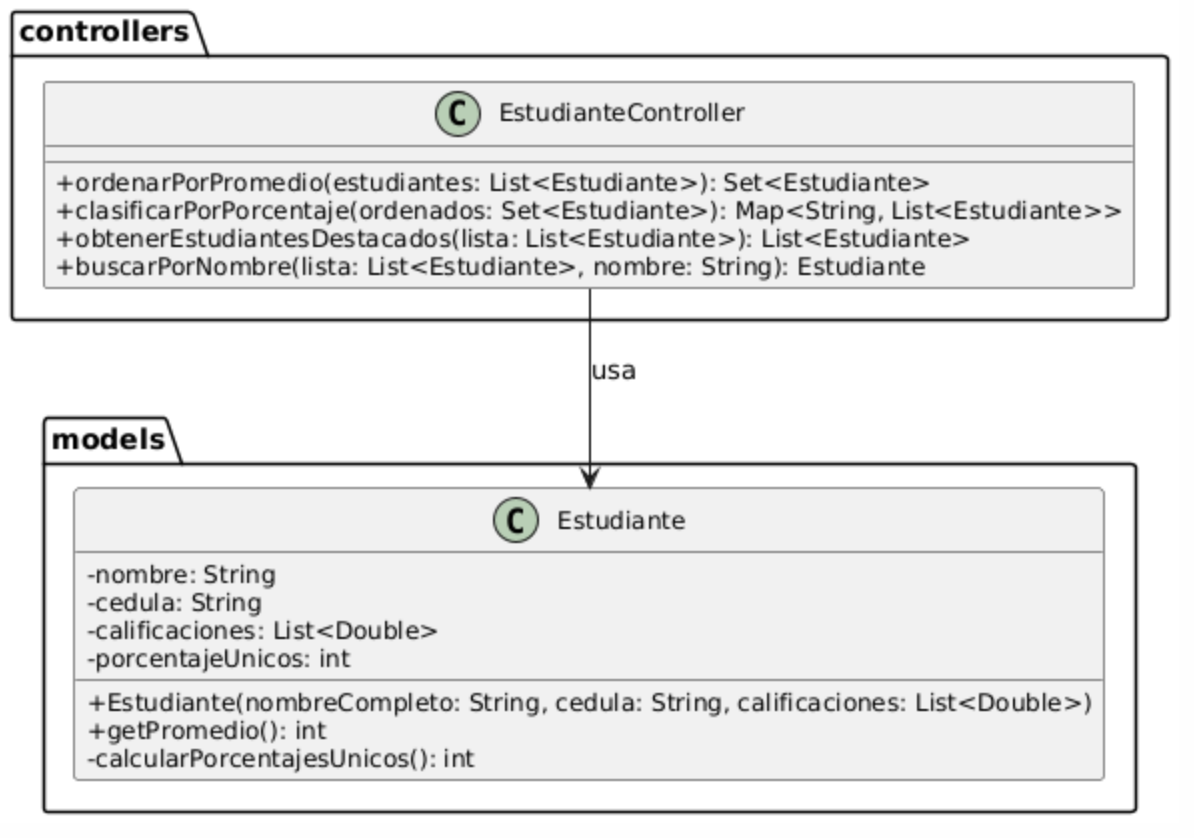 controllers
C EstudianteController
+ordenarPorPromedio(estudiantes: List<Estudiante>): Set<Estudiante>
+clasificarPorPorcentaje(ordenados: Set<Estudiante>): Map<String, List<Estudiante>>
+obtenerEstudiantesDestacados(lista: List<Estudiante>): List<Estudiante>
+buscarPorNombre(lista: List<Estudiante>, nombre: String): Estudiante
usa
models
C Estudiante
-nombre: String
-cedula: String
-calificaciones: List<Double>
-porcentajeUnicos: int
+Estudiante(nombreCompleto: String, cedula: String, calificaciones: List<Double>)
+getPromedio(): int
-calcularPorcentajesUnicos(): int